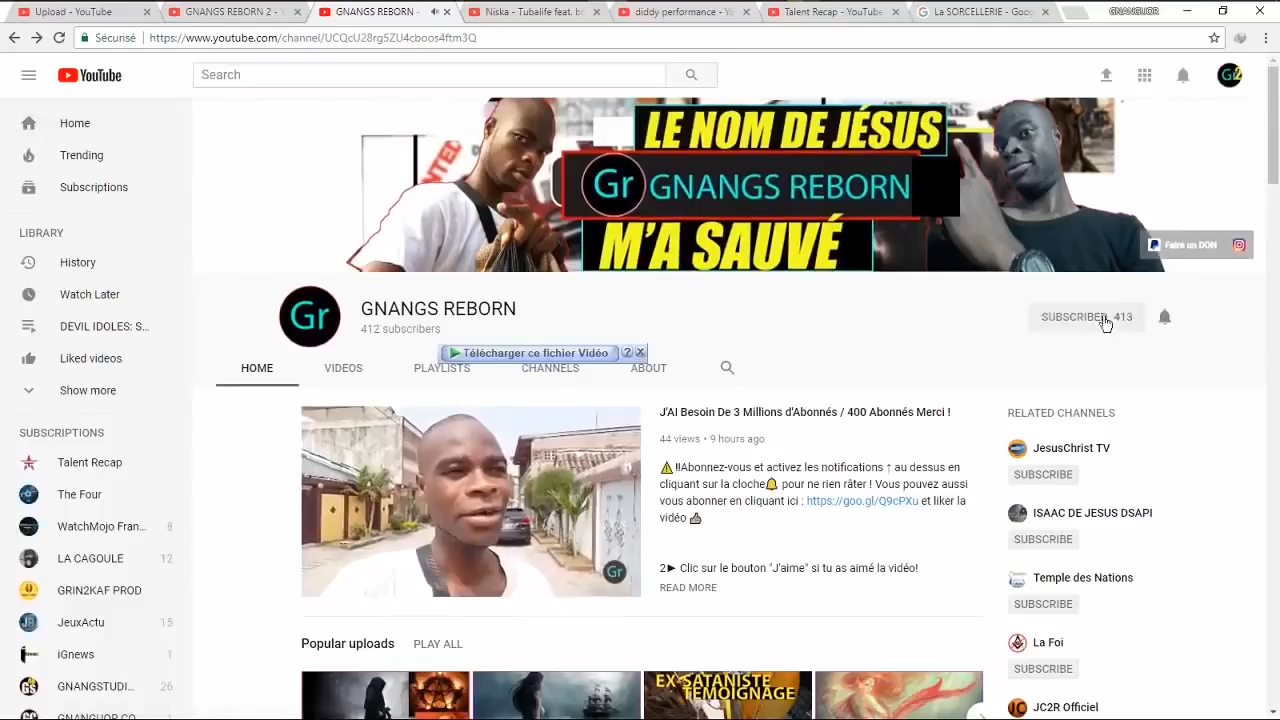 Upload - YouTube
GNANGS REBORN 2 -
GNANGS REBORN -
Niska - Tubalife feat. b
diddy performance - Yo
Talent Recap - YouTube
La SORCELLERIE - Goo
GNANGUOR
Sécurisé
https://www.youtube.com/channel/UCQcU28rgSZU4cboos4ftm3Q
YouTube
Search
Home
Trending
Subscriptions
LIBRARY
History
Watch Later
DEVIL IDOLES: S...
Liked videos
Show more
SUBSCRIPTIONS
Talent Recap
The Four
WatchMojo Fran... 8
LA CAGOULE 12
GRIN2KAF PROD
JeuxActu 15
iGnews 1
GNANGSTUDI... 26
LE NOM DE JÉSUS
Gr GNANGS REBORN
M'A SAUVÉ
Faire un DON
Gr
GNANGS REBORN
412 subscribers
SUBSCRIBED 413
Télécharger ce fichier Vidéo ?
HOME VIDEOS PLAYLISTS CHANNELS ABOUT
Gr
J'AI Besoin De 3 Millions d'Abonnés / 400 Abonnés Merci !
44 views • 9 hours ago
⚠‼Abonnez-vous et activez les notifications ↑ au dessus en
cliquant sur la cloche🔔 pour ne rien râter ! Vous pouvez aussi
vous abonner en cliquant ici : https://goo.gl/Q9cPXu et liker la
vidéo 👍
2► Clic sur le bouton "J'aime" si tu as aimé la vidéo!
READ MORE
Popular uploads PLAY ALL
EX-SATANISTE
TÉMOIGNAGE
RELATED CHANNELS
JesusChrist TV
SUBSCRIBE
ISAAC DE JESUS DSAPI
SUBSCRIBE
Temple des Nations
SUBSCRIBE
La Foi
SUBSCRIBE
JC2R Officiel